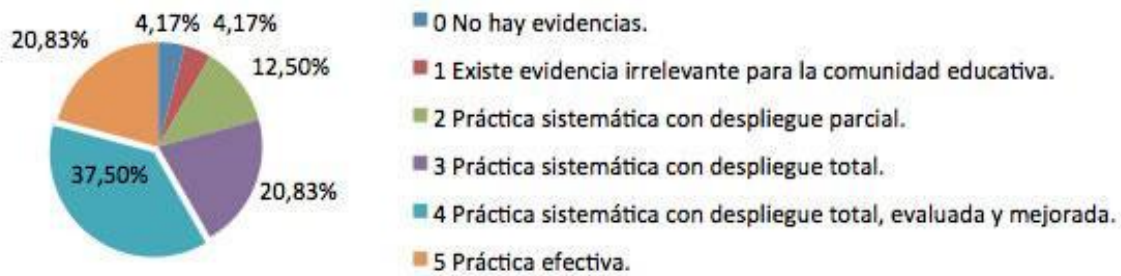 4,17% 4,17%
20,83%
12,50%
37,50%
20,83%
0 No hay evidencias.
1 Existe evidencia irrelevante para la comunidad educativa.
2 Práctica sistemática con despliegue parcial.
3 Práctica sistemática con despliegue total.
4 Práctica sistemática con despliegue total, evaluada y mejorada.
5 Práctica efectiva.